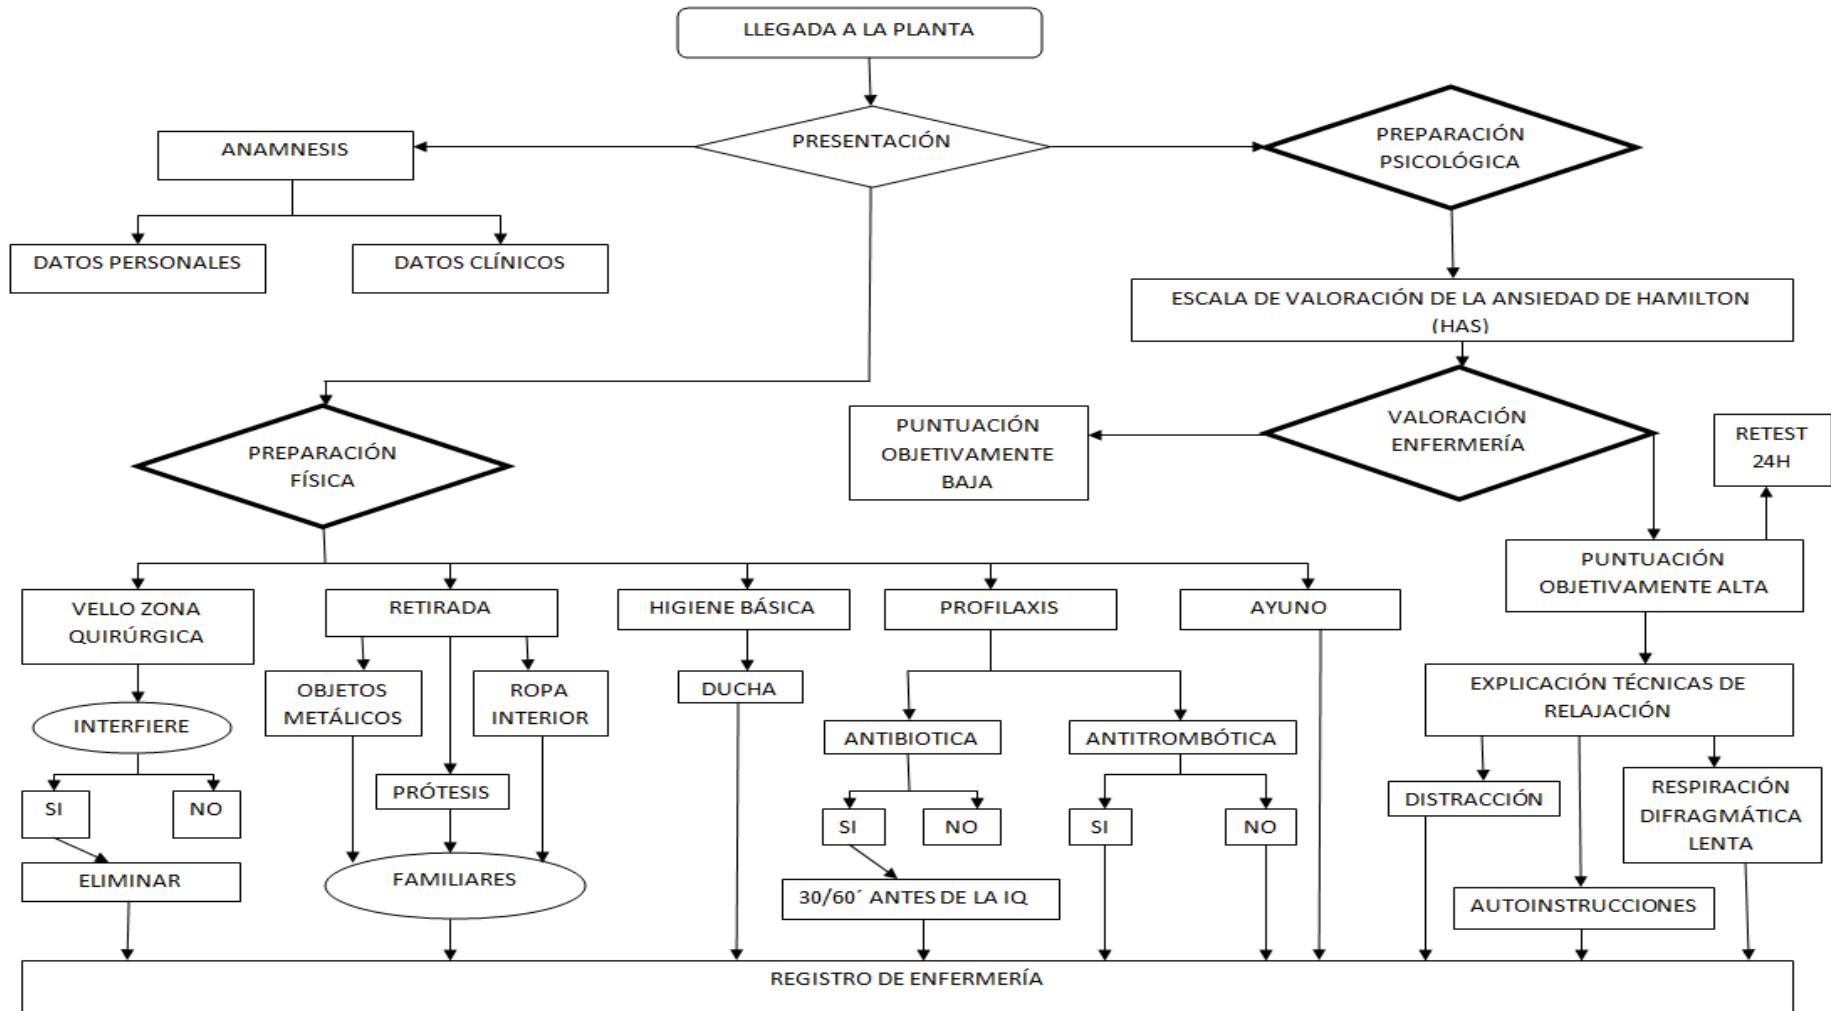 LLEGADA A LA PLANTA
PRESENTACIÓN
ANAMNESIS
DATOS PERSONALES
DATOS CLÍNICOS
PREPARACIÓN
PSICOLÓGICA
ESCALA DE VALORACIÓN DE LA ANSIEDAD DE HAMILTON
(HAS)
VALORACIÓN
ENFERMERÍA
PUNTUACIÓN
OBJETIVAMENTE
BAJA
RETEST
24H
PUNTUACIÓN
OBJETIVAMENTE ALTA
PREPARACIÓN
FÍSICA
VELLO ZONA
QUIRÚRGICA
RETIRADA
HIGIENE BÁSICA
PROFILAXIS
AYUNO
INTERFIERE
OBJETOS
METÁLICOS
ROPA
INTERIOR
DUCHA
EXPLICACIÓN TÉCNICAS DE
RELAJACIÓN
ANTIBIOTICA
ANTITROMBÓTICA
SI
NO
PRÓTESIS
SI
NO
SI
NO
DISTRACCIÓN
RESPIRACIÓN
DIFRAGMÁTICA
LENTA
ELIMINAR
FAMILIARES
30/60´ ANTES DE LA IQ
AUTOINSTRUCCIONES
REGISTRO DE ENFERMERÍA